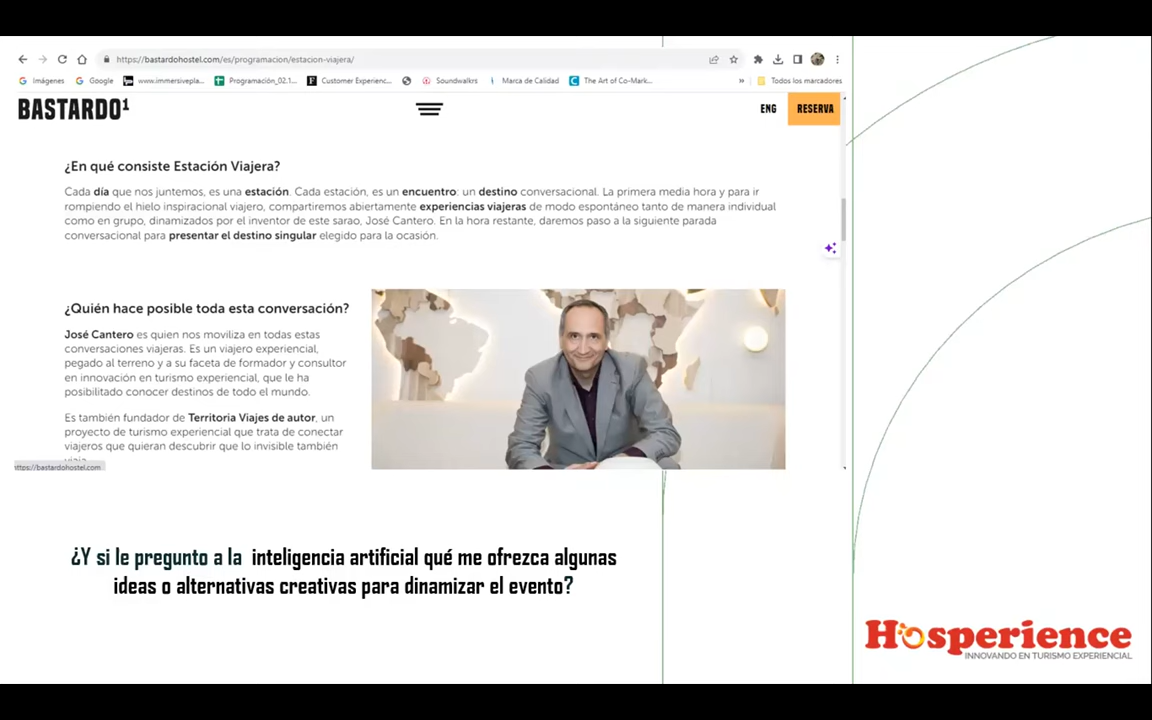 https://bastardohostel.com/es/programacion/estacion-viajera/
Imágenes Google www.immersivepla... Programación_02.1... Customer Experienc... Soundwalkrs Marca de Calidad The Art of Co-Mark... » Todos los marcadores
BASTARDO¹ ENG RESERVA
¿En qué consiste Estación Viajera?
Cada día que nos juntemos, es una estación. Cada estación, es un encuentro: un destino conversacional. La primera media hora y para ir
rompiendo el hielo inspiracional viajero, compartiremos abiertamente experiencias viajeras de modo espontáneo tanto de manera individual
como en grupo, dinamizados por el inventor de este sarao, José Cantero. En la hora restante, daremos paso a la siguiente parada
conversacional para presentar el destino singular elegido para la ocasión.
¿Quién hace posible toda esta conversación?
José Cantero es quien nos moviliza en todas estas
conversaciones viajeras. Es un viajero experiencial,
pegado al terreno y a su faceta de formador y consultor
en innovación en turismo experiencial, que le ha
posibilitado conocer destinos de todo el mundo.
Es también fundador de Territoria Viajes de autor, un
proyecto de turismo experiencial que trata de conectar
viajeros que quieran descubrir que lo invisible también
viaja.
https://bastardohostel.com
¿Y si le pregunto a la inteligencia artificial qué me ofrezca algunas
ideas o alternativas creativas para dinamizar el evento?
Hosperience
INNOVANDO EN TURISMO EXPERIENCIAL